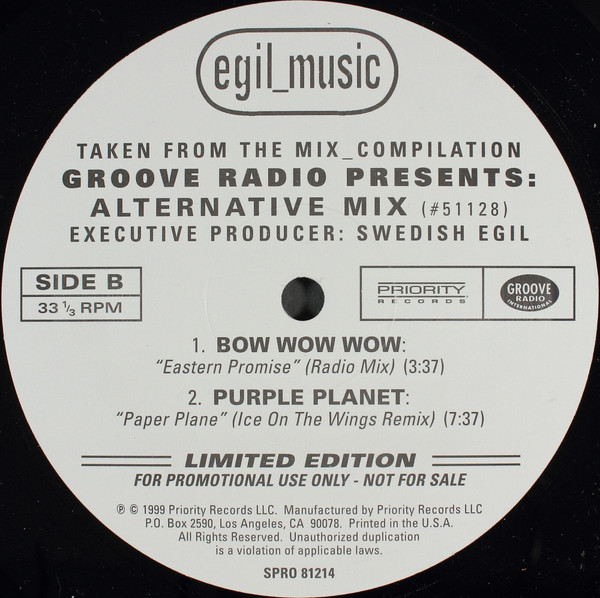 egil_music
TAKEN FROM THE MIX_COMPILATION
GROOVE RADIO PRESENTS:
ALTERNATIVE MIX (#51128)
EXECUTIVE PRODUCER: SWEDISH EGIL
SIDE B
33 1/3 RPM
PRIORITY
RECORDS
GROOVE
RADIO
INTERNATIONAL
1. BOW WOW WOW:
"Eastern Promise" (Radio Mix) (3:37)
2. PURPLE PLANET:
"Paper Plane" (Ice On The Wings Remix) (7:37)
LIMITED EDITION
FOR PROMOTIONAL USE ONLY - NOT FOR SALE
℗ © 1999 Priority Records LLC. Manufactured by Priority Records LLC
P.O. Box 2590, Los Angeles, CA 90078. Printed in the U.S.A.
All Rights Reserved. Unauthorized duplication
is a violation of applicable laws.
SPRO 81214